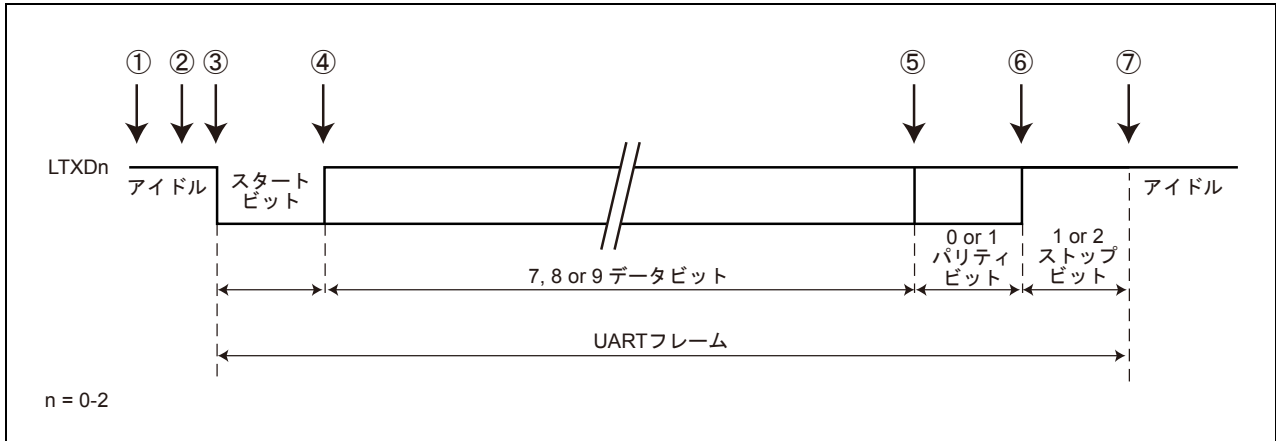 ① ② ③ ④ ⑤ ⑥ ⑦
LTXDn
アイドル
スタート
ビット
アイドル
7, 8 or 9 データビット
0 or 1
パリティ
ビット
1 or 2
ストップ
ビット
UARTフレーム
n = 0-2